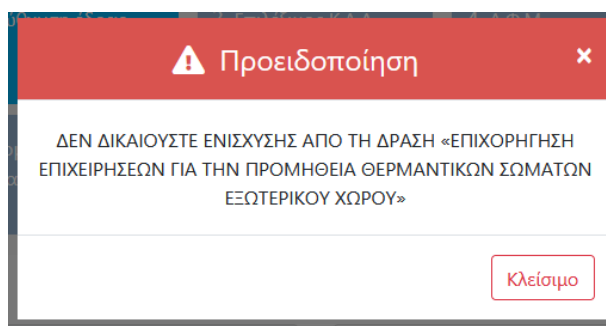 Προειδοποίηση
×
ΔΕΝ ΔΙΚΑΙΟΥΣΤΕ ΕΝΙΣΧΥΣΗΣ ΑΠΟ ΤΗ ΔΡΑΣΗ «ΕΠΙΧΟΡΗΓΗΣΗ
ΕΠΙΧΕΙΡΗΣΕΩΝ ΓΙΑ ΤΗΝ ΠΡΟΜΗΘΕΙΑ ΘΕΡΜΑΝΤΙΚΩΝ ΣΩΜΑΤΩΝ
ΕΞΩΤΕΡΙΚΟΥ ΧΩΡΟΥ»
Κλείσιμο